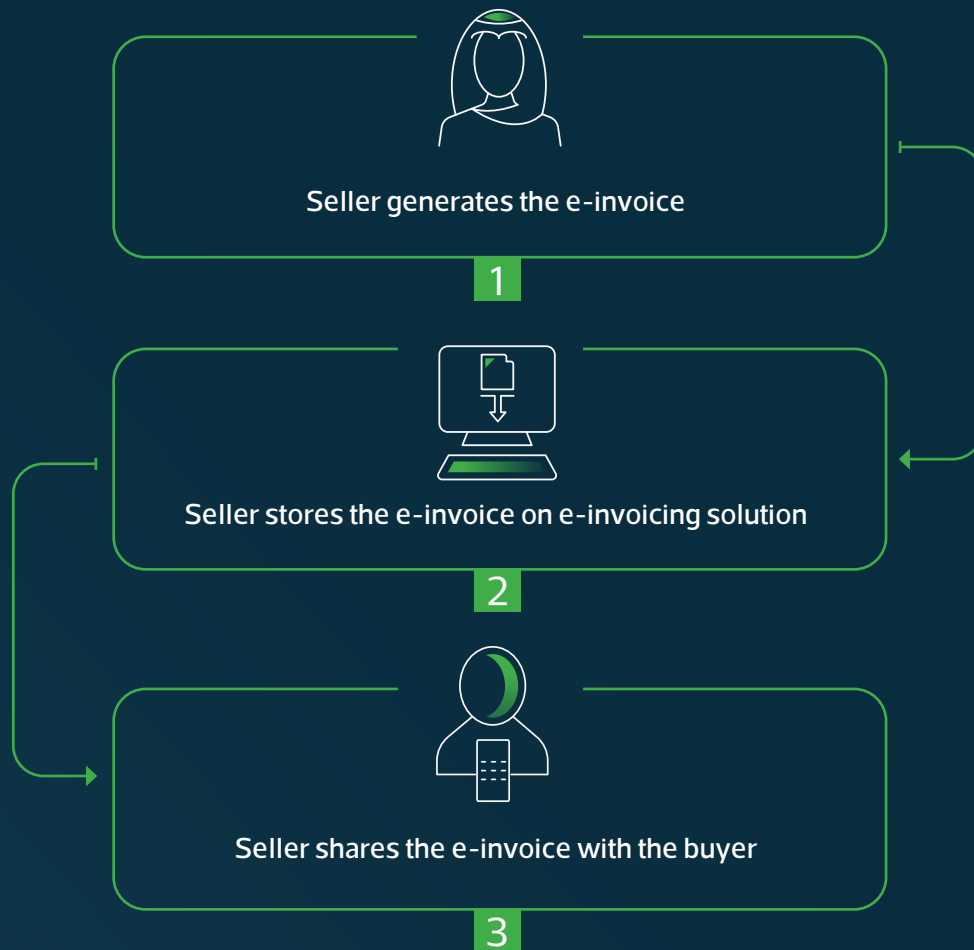 Seller generates the e-invoice
1
Seller stores the e-invoice on e-invoicing solution
2
Seller shares the e-invoice with the buyer
3